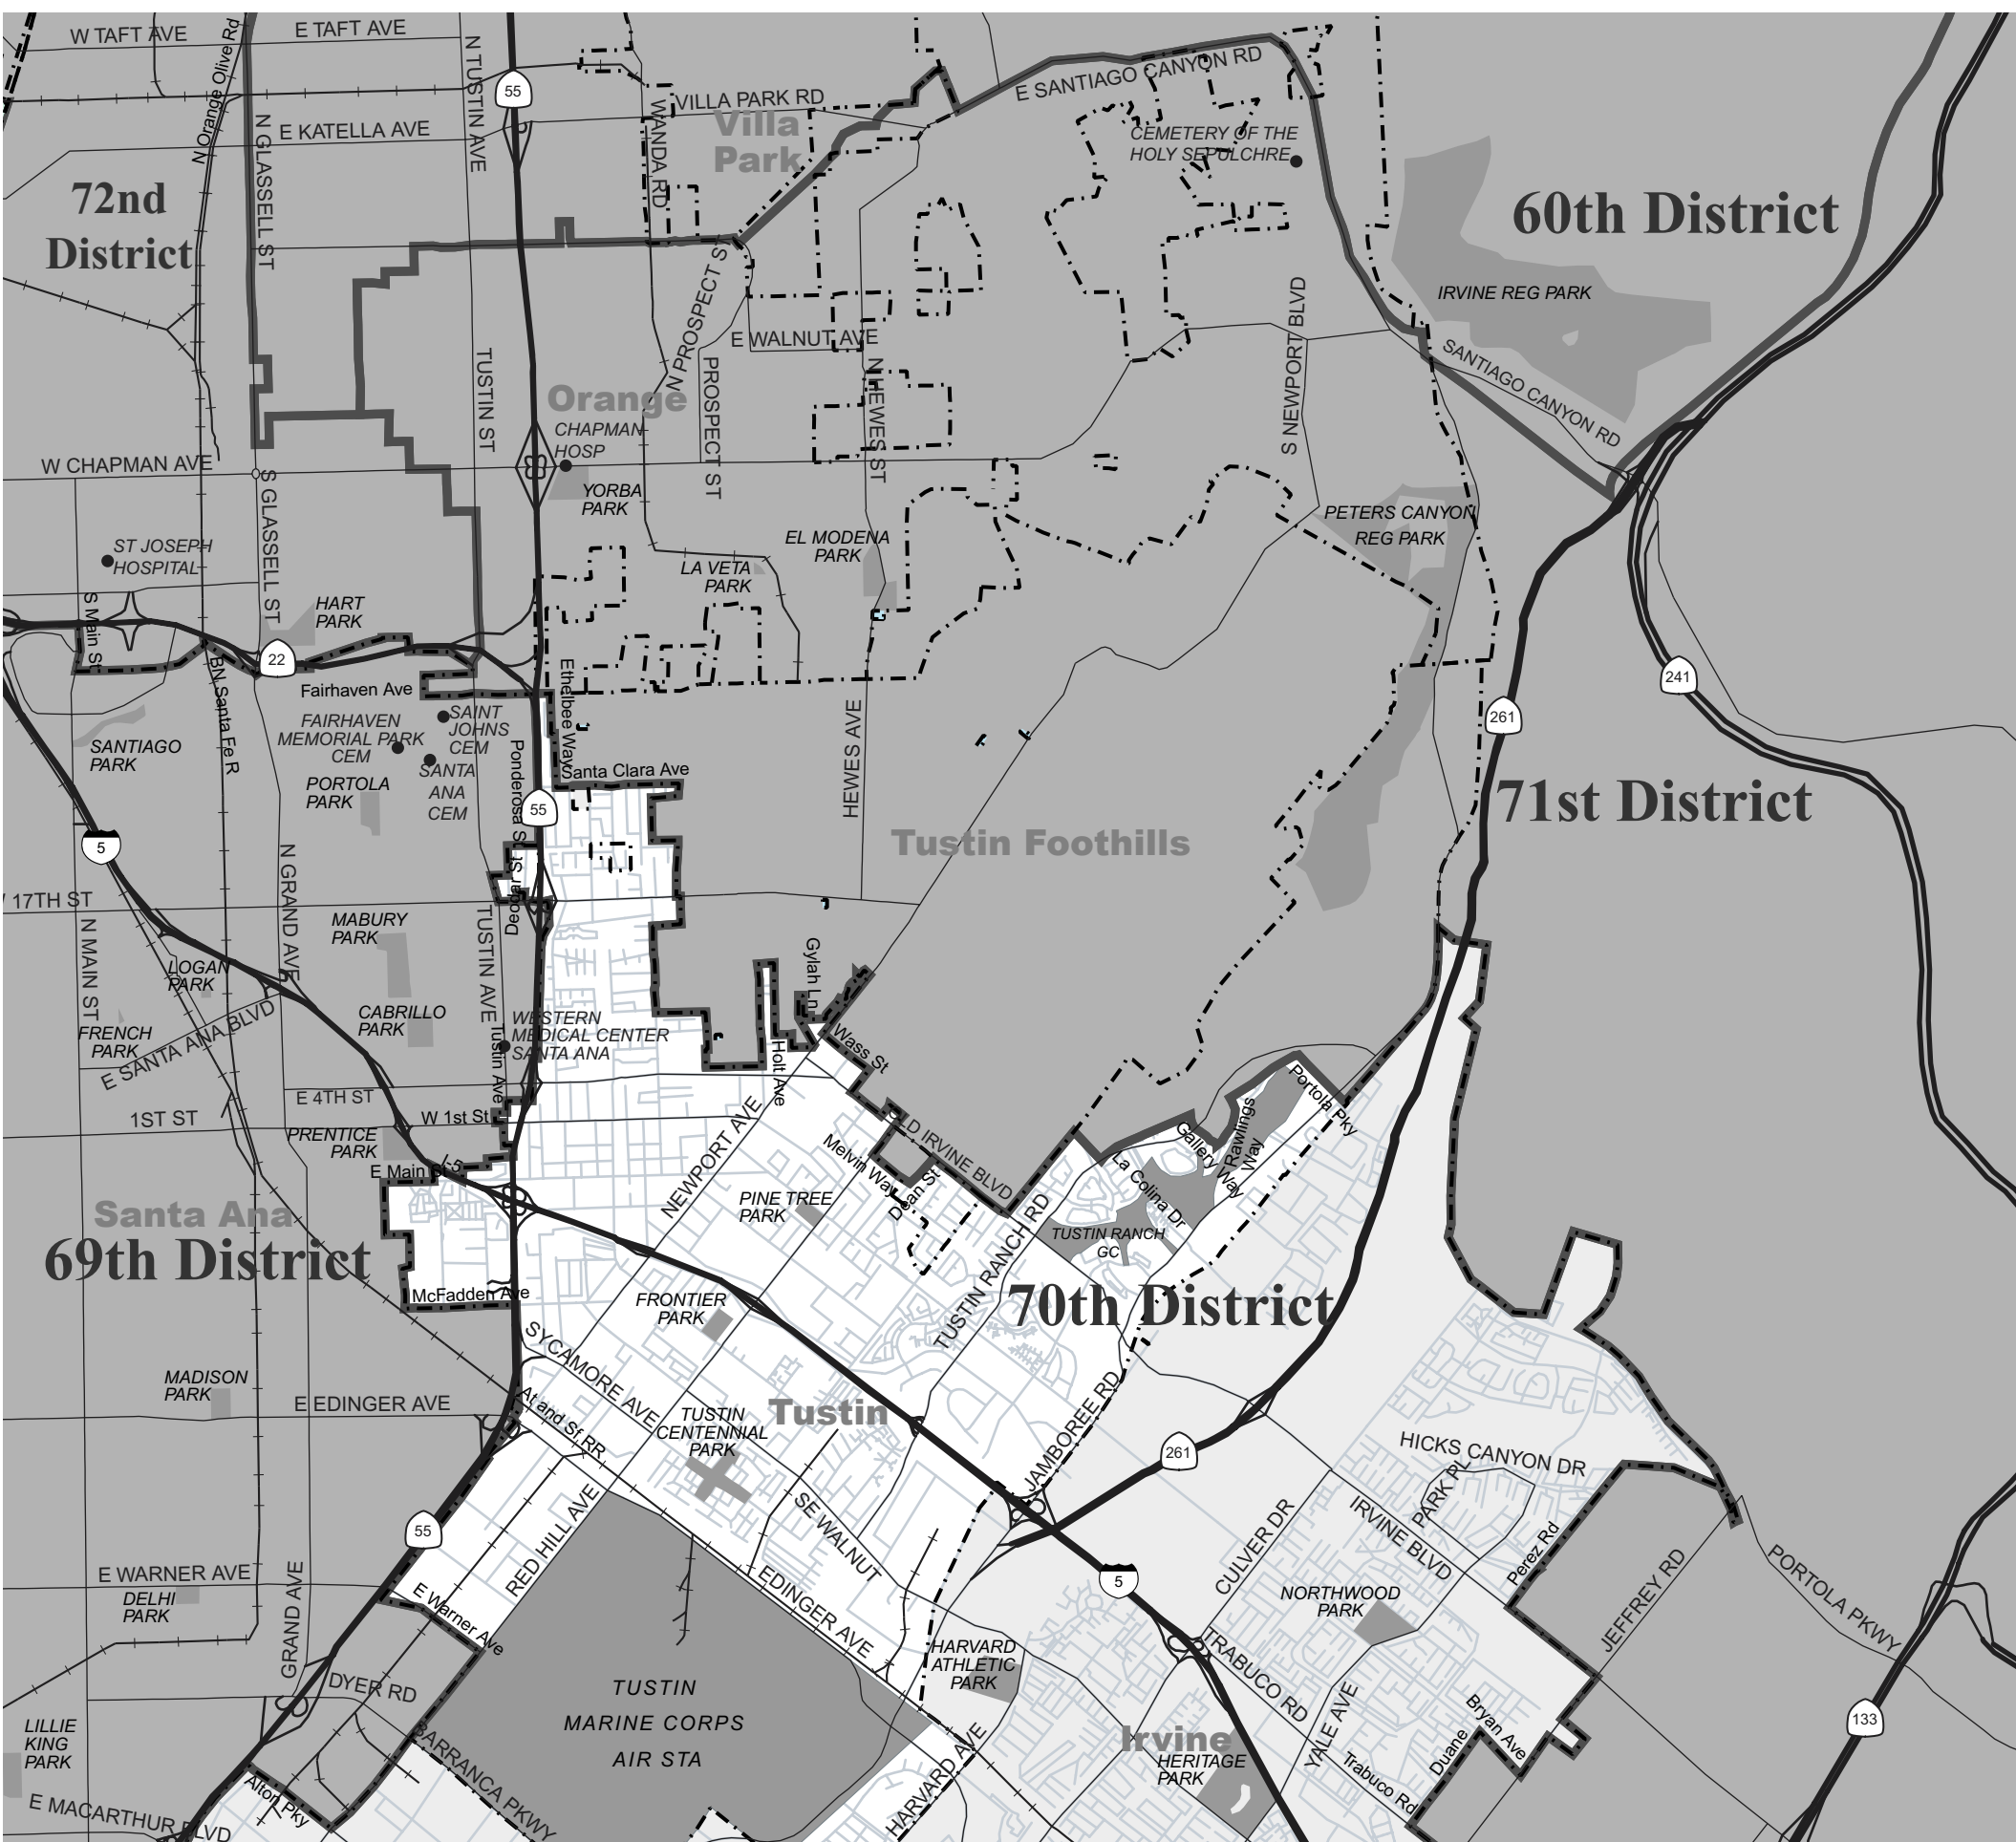 W TAFT AVE
E TAFT AVE
N Orange Olive Rd
N TUSTIN AVE
55
N GLASSELL ST
E KATELLA AVE
WANDA RD
VILLA PARK RD
Villa
Park
E SANTIAGO CANYON RD
CEMETERY OF THE
HOLY SEPULCHRE
72nd
District
60th District
IRVINE REG PARK
N PROSPECT ST
E WALNUT AVE
S NEWPORT BLVD
SANTIAGO CANYON RD
TUSTIN ST
Orange
PROSPECT ST
N HEWES ST
CHAPMAN
HOSP
W CHAPMAN AVE
S GLASSELL ST
YORBA
PARK
PETERS CANYON
REG PARK
EL MODENA
PARK
ST JOSEPH
HOSPITAL
LA VETA
PARK
S Main St
HART
PARK
22
BN Santa Fe R
Fairhaven Ave
Ethelbee Way
241
261
FAIRHAVEN
MEMORIAL PARK
CEM
SAINT
JOHNS
CEM
SANTIAGO
PARK
SANTA
ANA
CEM
PORTOLA
PARK
Santa Clara Ave
HEWES AVE
71st District
Ponderosa St
55
Tustin Foothills
5
N GRAND AVE
Deodar St
17TH ST
MABURY
PARK
N MAIN ST
TUSTIN AVE
LOGAN
PARK
Gylah Ln
CABRILLO
PARK
FRENCH
PARK
E SANTA ANA BLVD
WESTERN
MEDICAL CENTER
SANTA ANA
Tustin Ave
Holt Ave
Wass St
E 4TH ST
1ST ST
W 1st St
Portola Pky
Rawlings
Way
Gallery Way
PRENTICE
PARK
E Main St
I-5
NEWPORT AVE
Melvin Way
OLD IRVINE BLVD
Dean St
La Colina Dr
PINE TREE
PARK
Santa Ana
69th District
TUSTIN RANCH RD
TUSTIN RANCH
GC
70th District
McFadden Ave
FRONTIER
PARK
SYCAMORE AVE
MADISON
PARK
E EDINGER AVE
At and Sf RR
TUSTIN
CENTENNIAL
PARK
Tustin
JAMBOREE RD
261
HICKS CANYON DR
PARK PL
IRVINE BLVD
SE WALNUT
CULVER DR
55
RED HILL AVE
E WARNER AVE
DELHI
PARK
E Warner Ave
EDINGER AVE
5
Perez Rd
JEFFREY RD
PORTOLA PKWY
NORTHWOOD
PARK
GRAND AVE
HARVARD
ATHLETIC
PARK
TRABUCO RD
DYER RD
TUSTIN
MARINE CORPS
AIR STA
YALE AVE
Bryan Ave
133
LILLIE
KING
PARK
BARRANCA PKWY
Irvine
HERITAGE
PARK
Duane
Trabuco Rd
HARVARD AVE
Alton Pky
E MACARTHUR BLVD